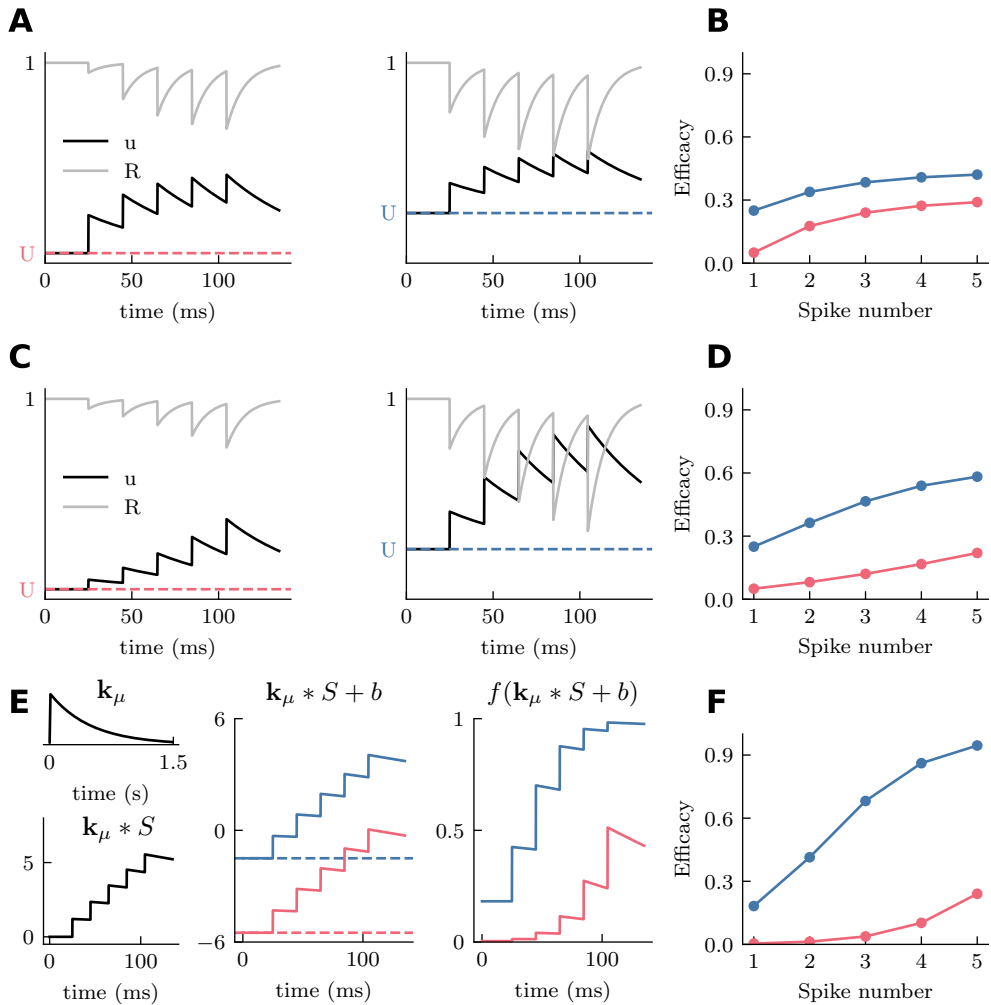 A
1
u
R
U
0
50
100
time (ms)
1
U
0
50
100
time (ms)
B
Efficacy
0.9
0.6
0.3
0.0
1 2 3 4 5
Spike number
C
1
u
R
U
0
50
100
time (ms)
1
U
0
50
100
time (ms)
D
Efficacy
0.9
0.6
0.3
0.0
1 2 3 4 5
Spike number
E
k_μ
0
1.5
time (s)
k_μ ∗ S
5
0
0
100
time (ms)
k_μ ∗ S + b
6
0
−6
0
100
time (ms)
f(k_μ ∗ S + b)
1
0.5
0
0
100
time (ms)
F
Efficacy
0.9
0.6
0.3
0.0
1 2 3 4 5
Spike number